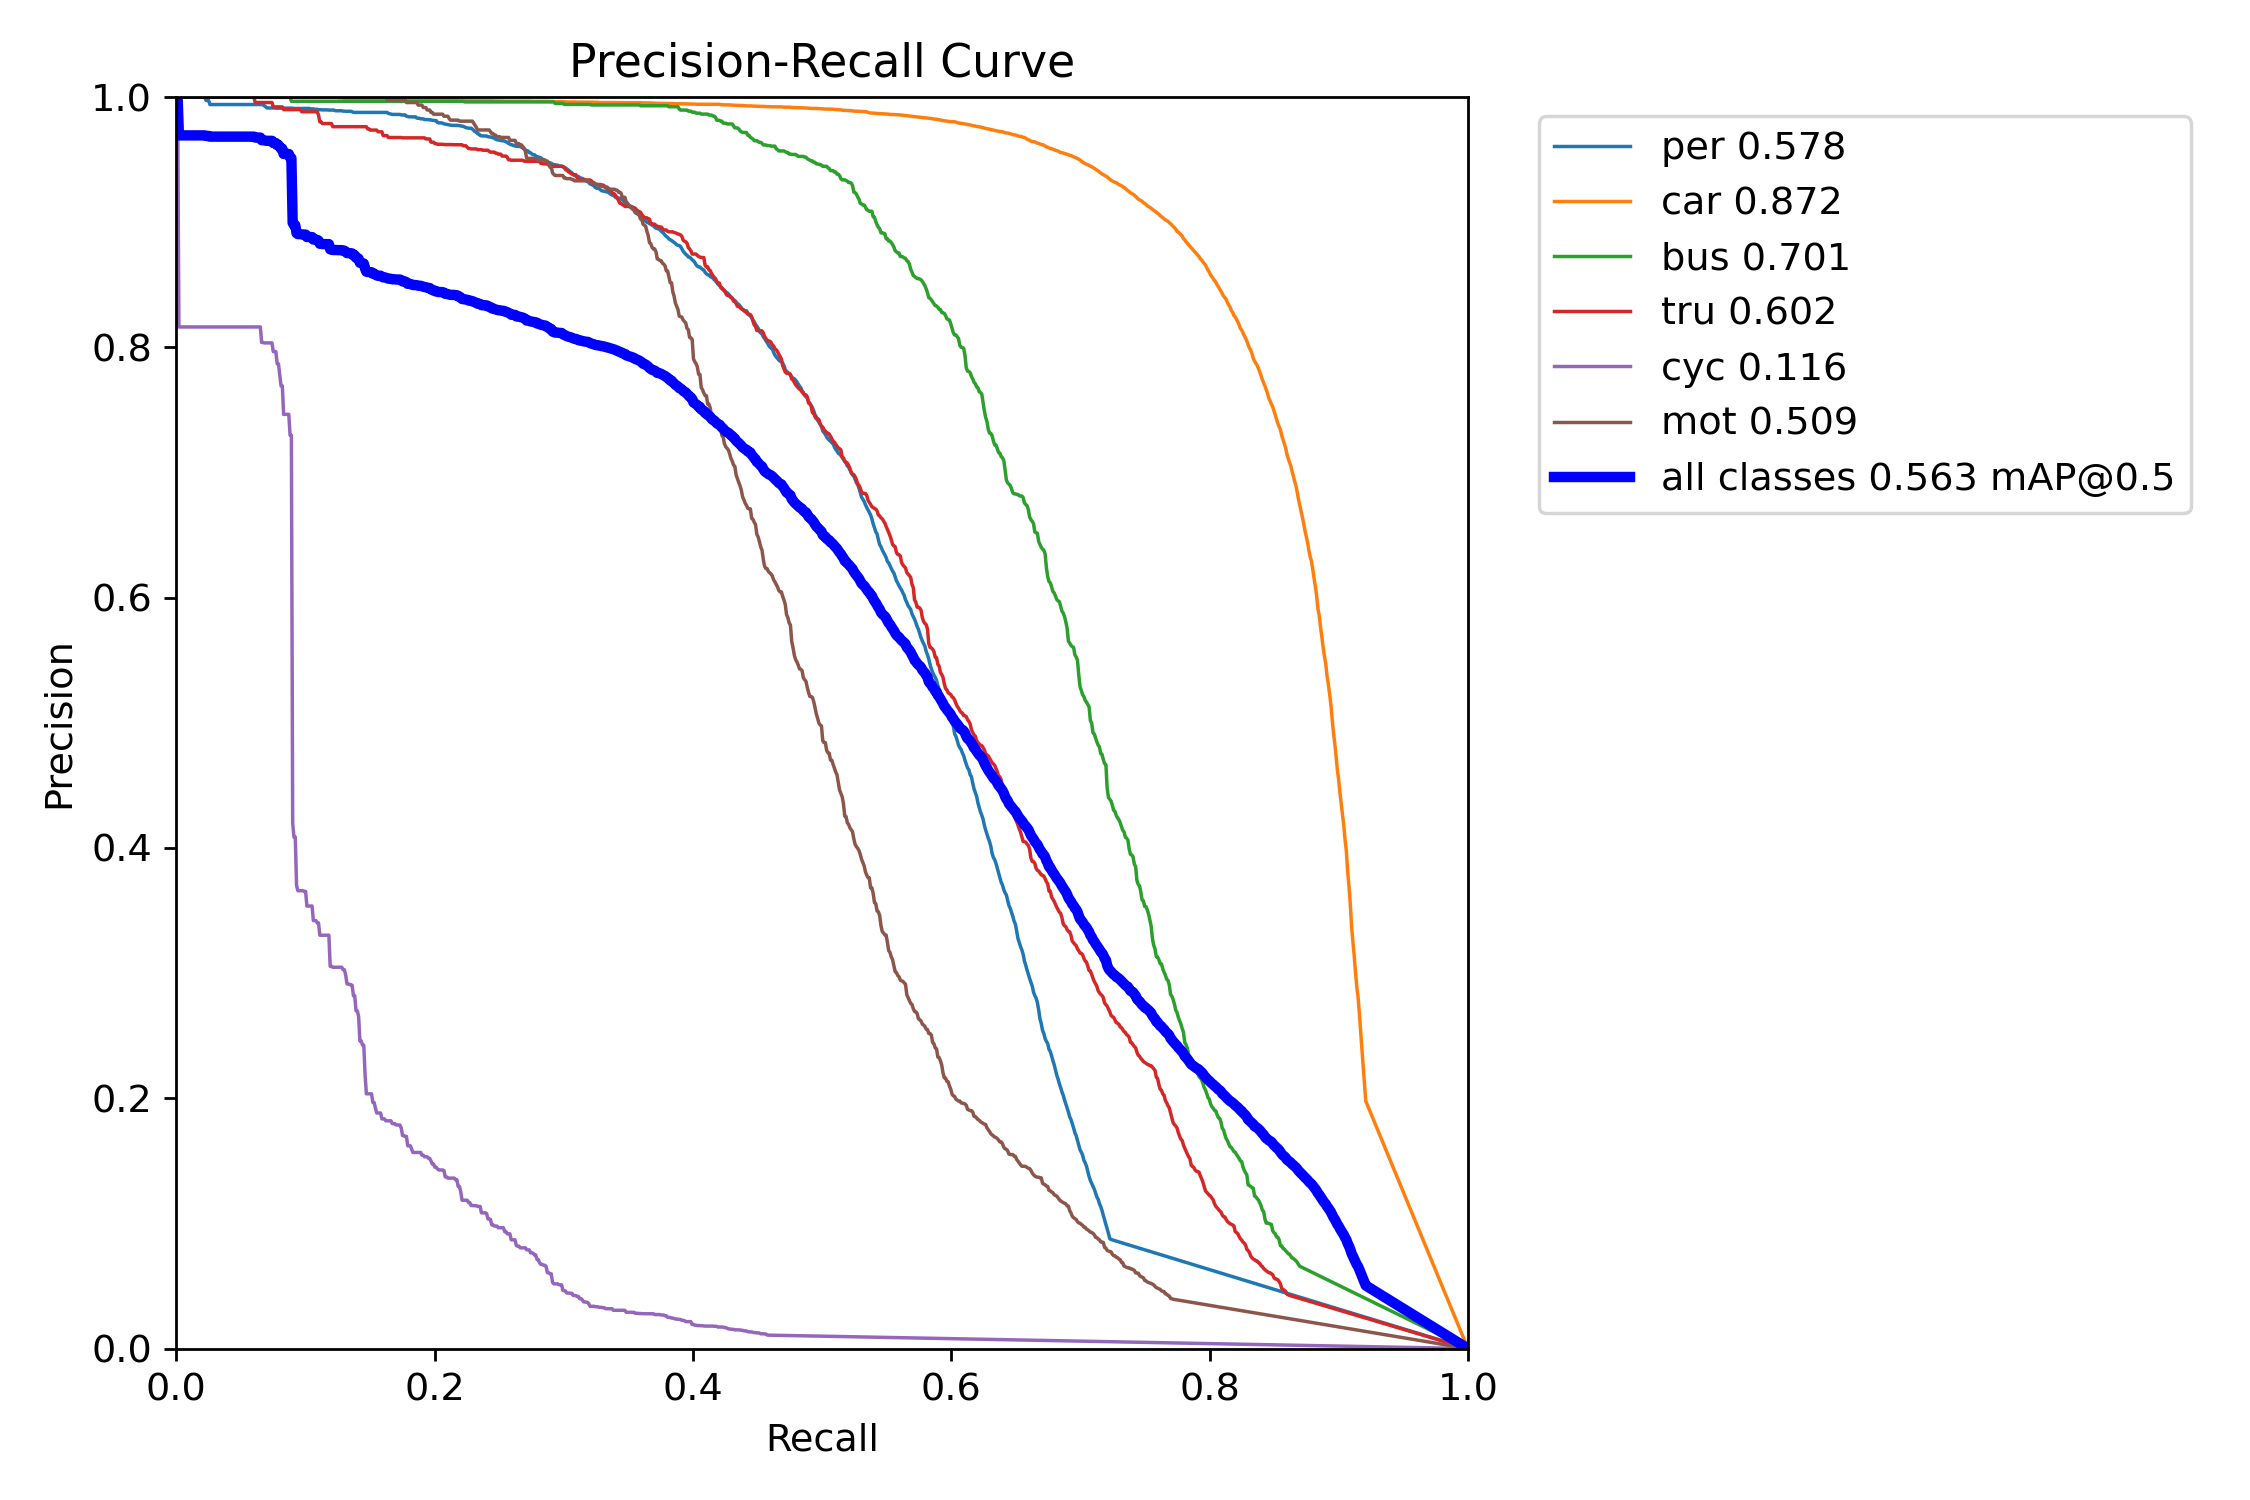 Precision-Recall Curve
1.0
0.8
0.6
0.4
0.2
0.0
Precision
0.0 0.2 0.4 0.6 0.8 1.0
Recall
per 0.578
car 0.872
bus 0.701
tru 0.602
cyc 0.116
mot 0.509
all classes 0.563 mAP@0.5